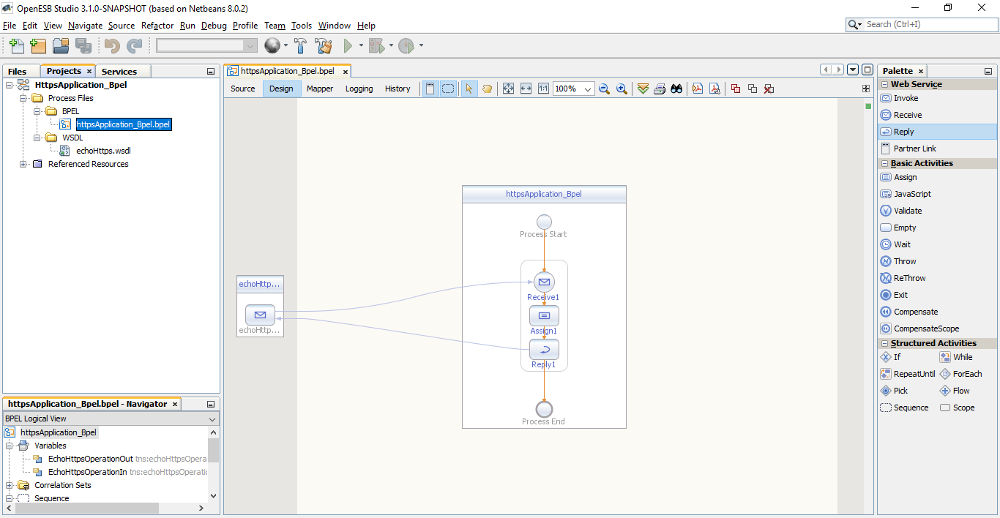 OpenESB Studio 3.1.0-SNAPSHOT (based on Netbeans 8.0.2)
File Edit View Navigate Source Refactor Run Debug Profile Team Tools Window Help
Search (Ctrl+I)
Files Projects Services
HttpsApplication_Bpel
Process Files
BPEL
httpsApplication_Bpel.bpel
WSDL
echoHttps.wsdl
Referenced Resources
httpsApplication_Bpel.bpel - Navigator
BPEL Logical View
httpsApplication_Bpel
Variables
EchoHttpsOperationOut tns:echoHttpsOpera
EchoHttpsOperationIn tns:echoHttpsOperatic
Correlation Sets
Sequence
httpsApplication_Bpel.bpel
Source Design Mapper Logging History 1:1 100%
httpsApplication_Bpel
Process Start
echoHttp...
echoHttp...
Receive1
Assign1
Reply1
Process End
Palette
Web Service
Invoke
Receive
Reply
Partner Link
Basic Activities
Assign
JavaScript
Validate
Empty
Wait
Throw
ReThrow
Exit
Compensate
CompensateScope
Structured Activities
If While
RepeatUntil ForEach
Pick Flow
Sequence Scope